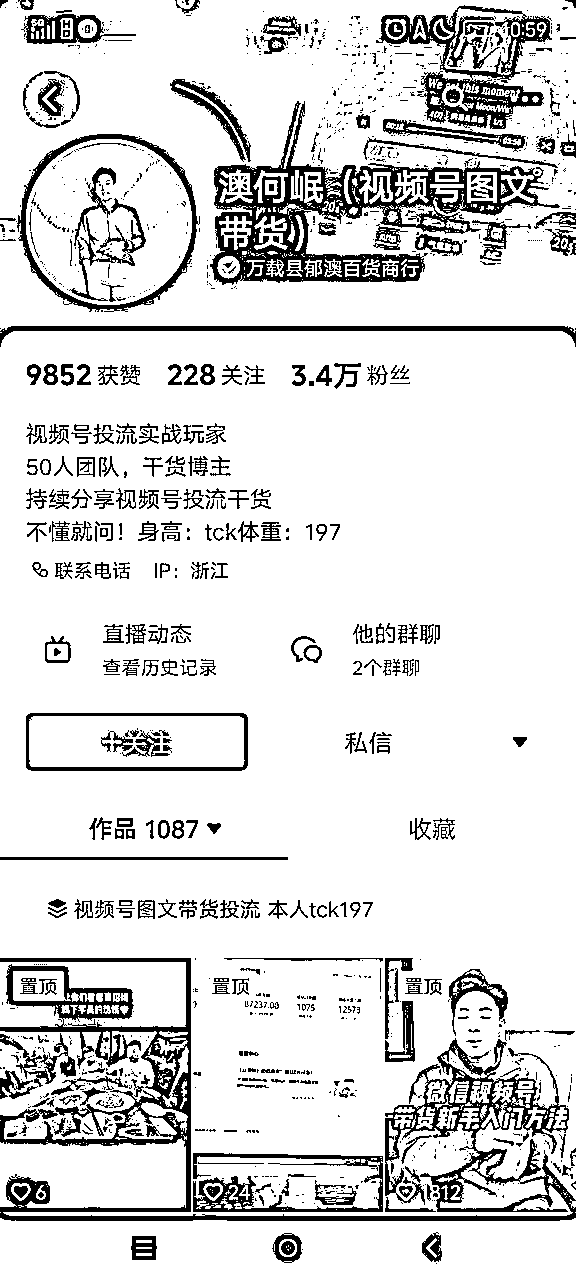 10:59
澳何岷（视频号图文
带货）
万载县郁澳百货商行
9852 获赞 228 关注 3.4万 粉丝
视频号投流实战玩家
50人团队，干货博主
持续分享视频号投流干货
不懂就问！身高：tck体重：197
联系电话 IP：浙江
直播动态 他的群聊
查看历史记录 2个群聊
+关注 私信
作品 1087 收藏
视频号图文带货投流 本人tck197
置顶 置顶 置顶
87237.08 1075 12573
微信视频号
带货新手入门方法
6 24 1812